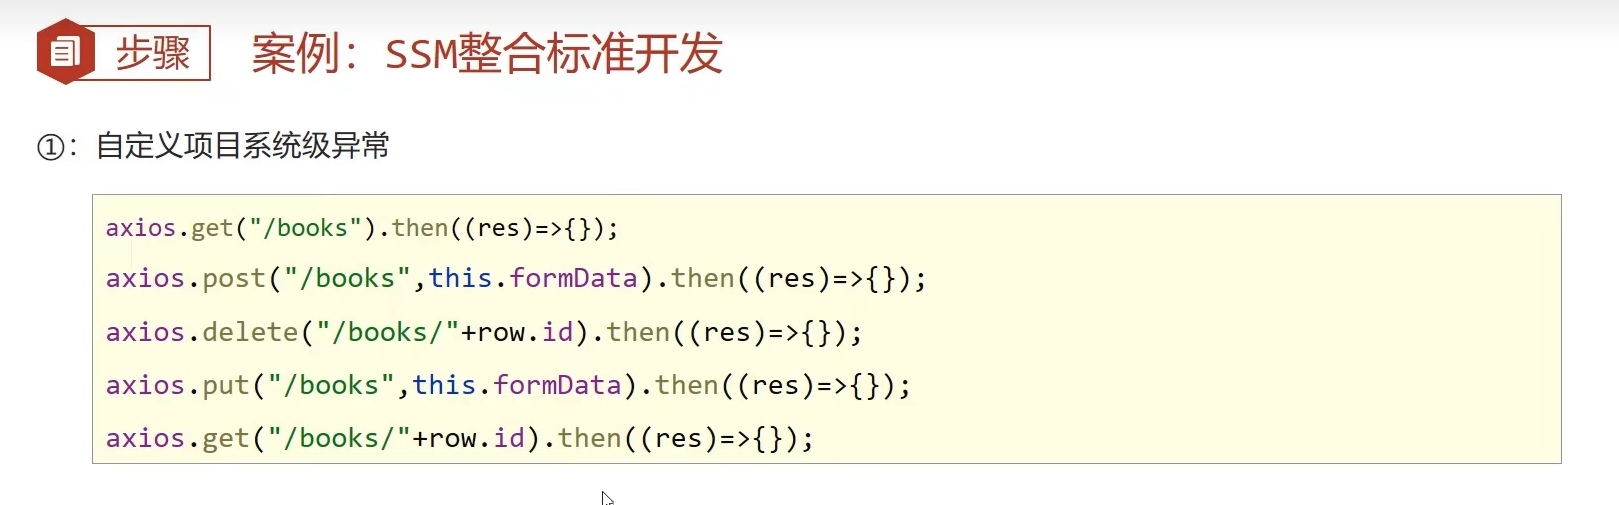 步骤 案例：SSM整合标准开发
①：自定义项目系统级异常
axios.get("/books").then((res)=>{});
axios.post("/books",this.formData).then((res)=>{});
axios.delete("/books/"+row.id).then((res)=>{});
axios.put("/books",this.formData).then((res)=>{});
axios.get("/books/"+row.id).then((res)=>{});